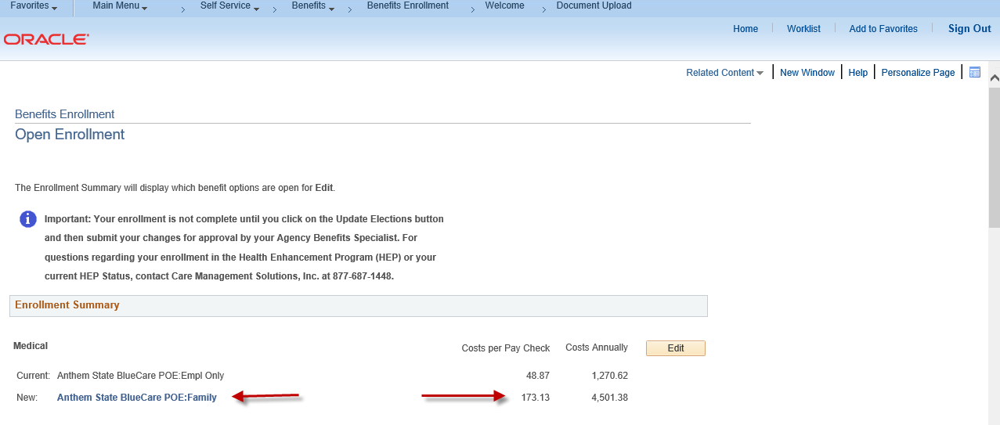 Favorites Main Menu Self Service Benefits Benefits Enrollment Welcome Document Upload
ORACLE
Home Worklist Add to Favorites Sign Out
Related Content New Window Help Personalize Page
Benefits Enrollment
Open Enrollment
The Enrollment Summary will display which benefit options are open for Edit.
Important: Your enrollment is not complete until you click on the Update Elections button
and then submit your changes for approval by your Agency Benefits Specialist. For
questions regarding your enrollment in the Health Enhancement Program (HEP) or your
current HEP Status, contact Care Management Solutions, Inc. at 877-687-1448.
Enrollment Summary
Medical Costs per Pay Check Costs Annually Edit
Current: Anthem State BlueCare POE:Empl Only 48.87 1,270.62
New: Anthem State BlueCare POE:Family 173.13 4,501.38